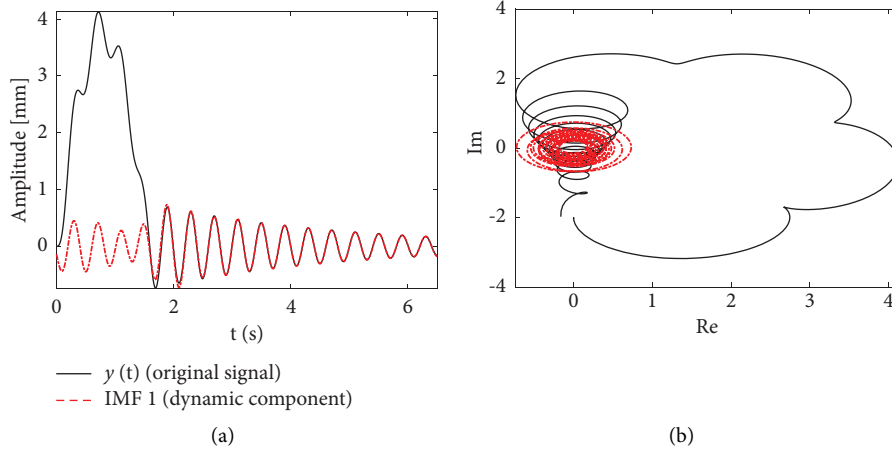 4
3
2
1
0
Amplitude [mm]
0 2 4 6
t (s)
y (t) (original signal)
IMF 1 (dynamic component)
(a)
4
2
0
-2
-4
Im
0 1 2 3 4
Re
(b)